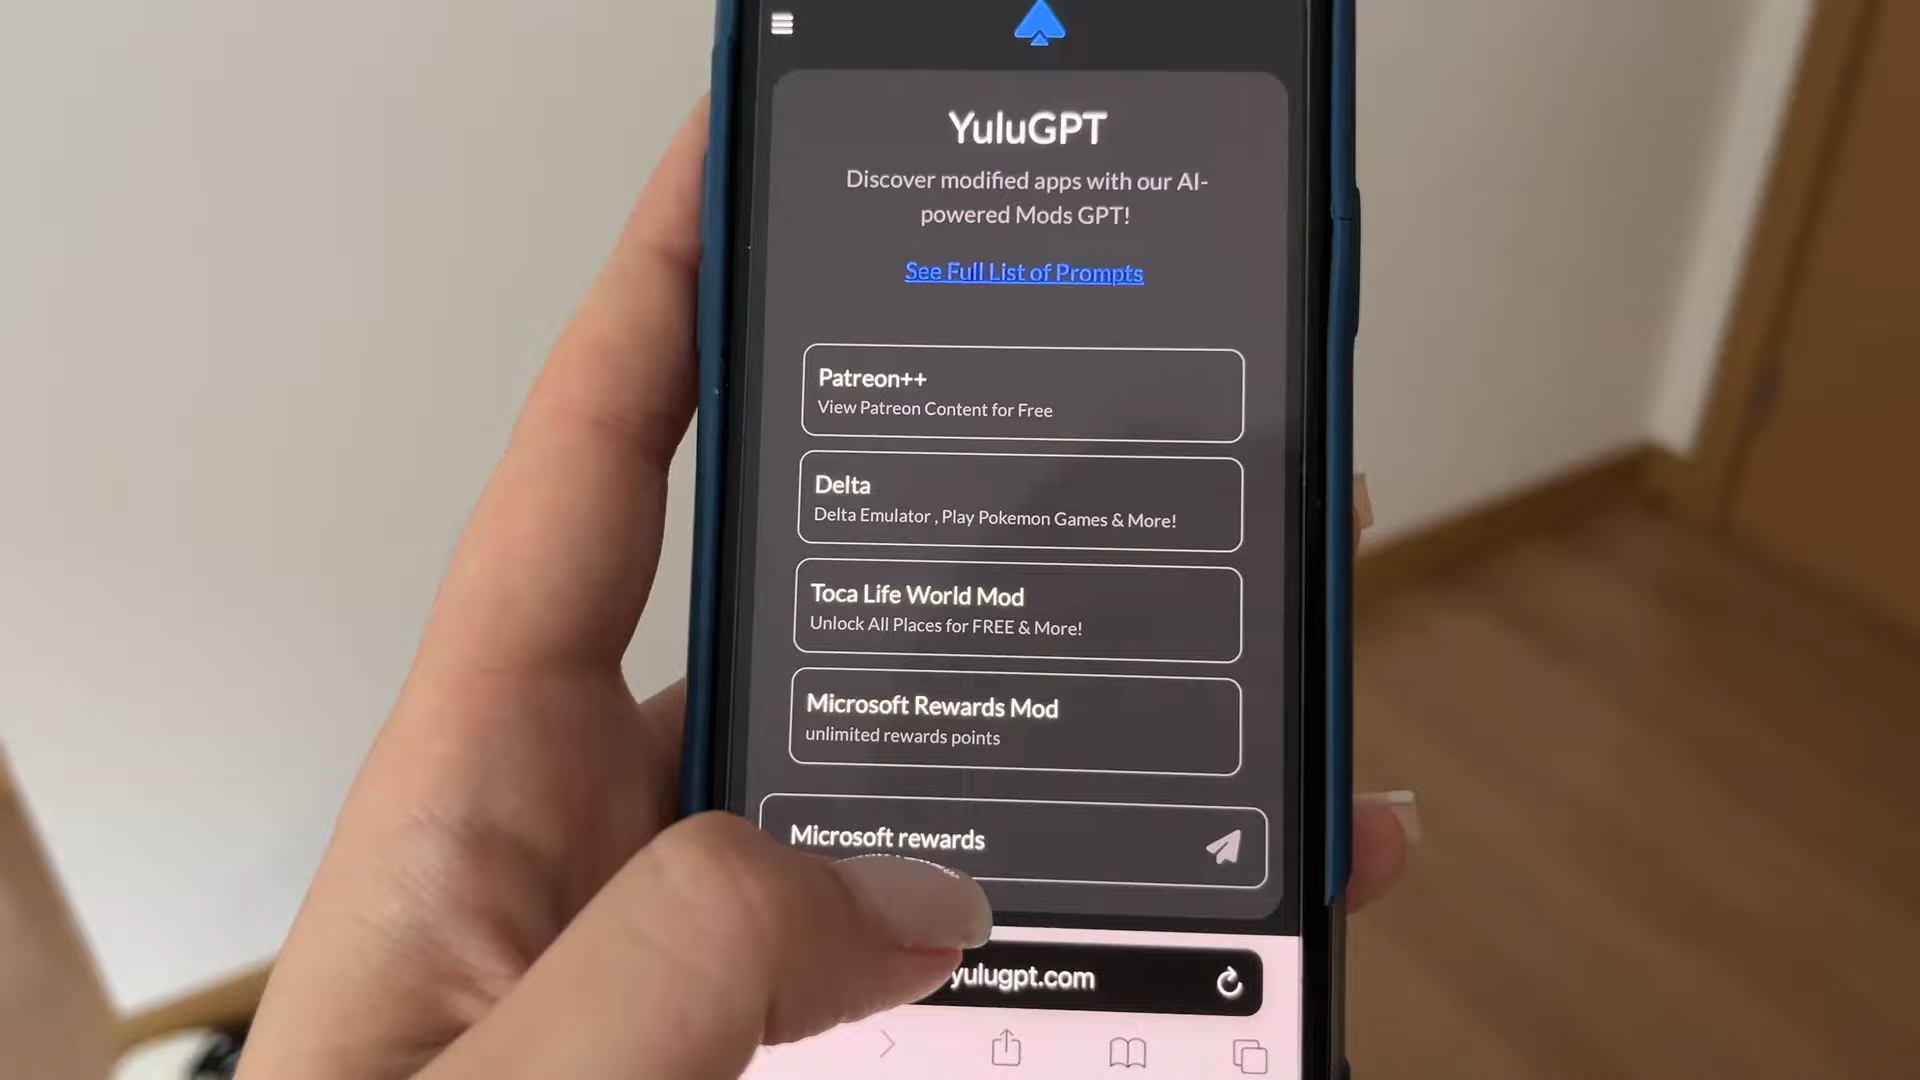 YuluGPT
Discover modified apps with our AI-
powered Mods GPT!
See Full List of Prompts
Patreon++
View Patreon Content for Free
Delta
Delta Emulator , Play Pokemon Games & More!
Toca Life World Mod
Unlock All Places for FREE & More!
Microsoft Rewards Mod
unlimited rewards points
Microsoft rewards
yulugpt.com